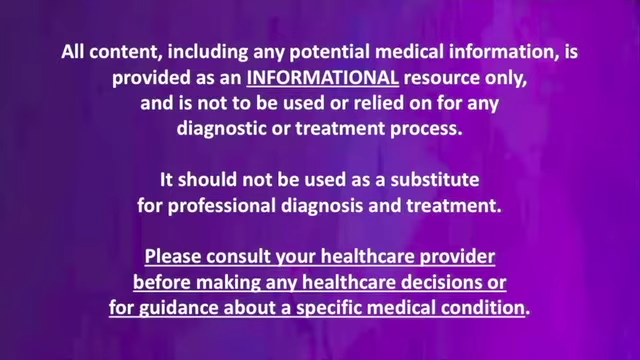 All content, including any potential medical information, is
provided as an INFORMATIONAL resource only,
and is not to be used or relied on for any
diagnostic or treatment process.
It should not be used as a substitute
for professional diagnosis and treatment.
Please consult your healthcare provider
before making any healthcare decisions or
for guidance about a specific medical condition.